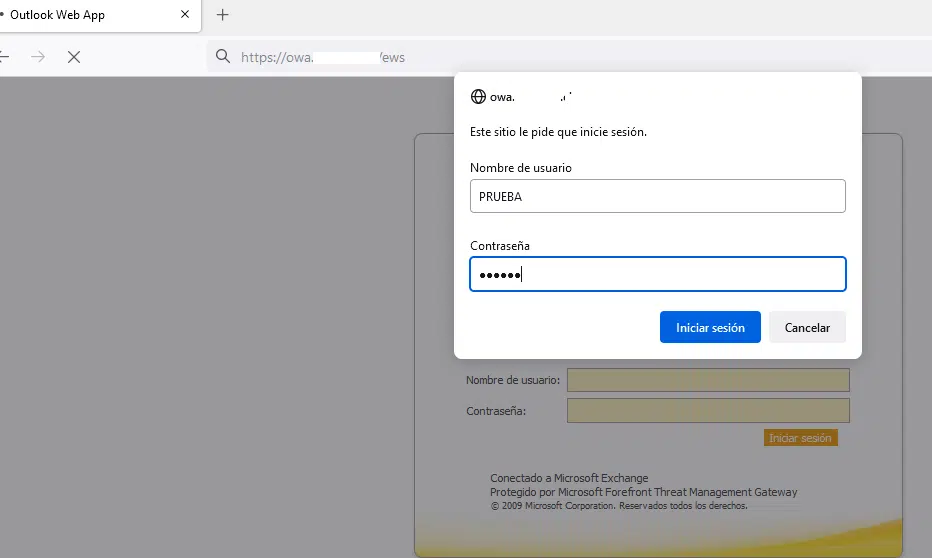 Outlook Web App
https://owa. /ews
owa.
Este sitio le pide que inicie sesión.
Nombre de usuario
PRUEBA
Contraseña
••••••
Iniciar sesión
Cancelar
Nombre de usuario:
Contraseña:
Iniciar sesión
Conectado a Microsoft Exchange
Protegido por Microsoft Forefront Threat Management Gateway
© 2009 Microsoft Corporation. Reservados todos los derechos.